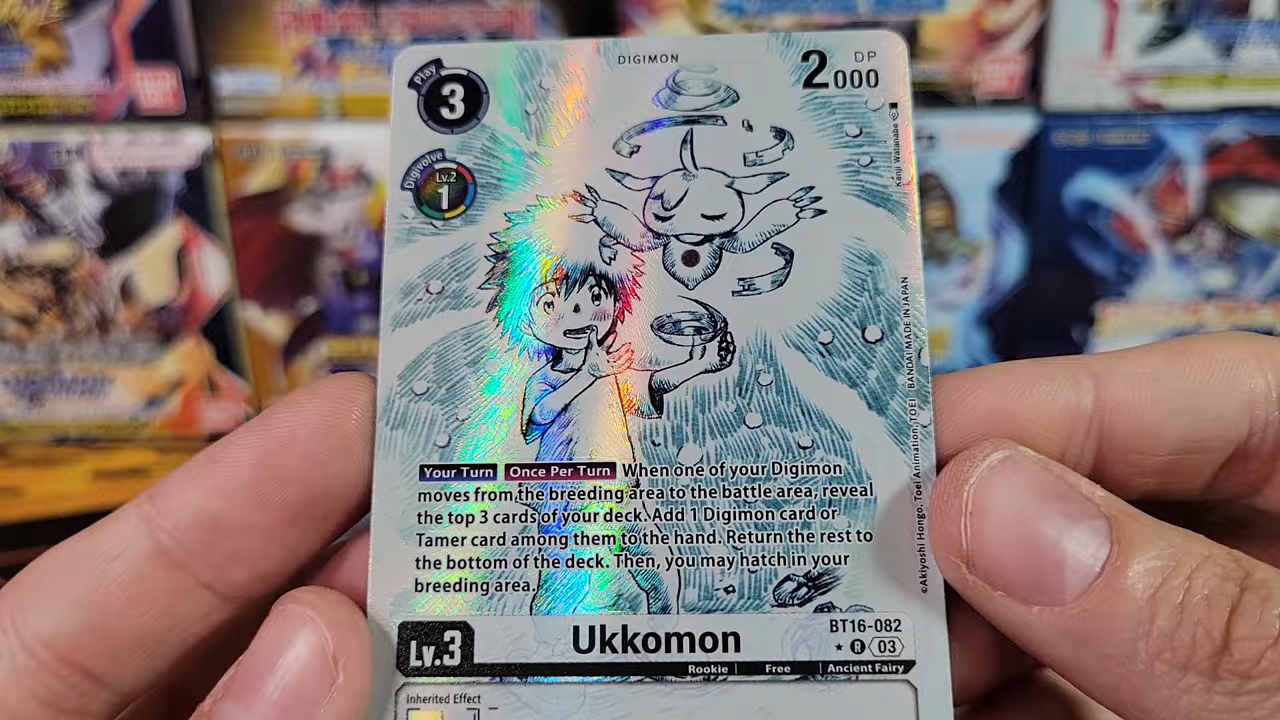 Play
3
DIGIMON
DP
2000
Digivolve
Lv.2
1
Kenji Watanabe
Your Turn Once Per Turn When one of your Digimon
moves from the breeding area to the battle area, reveal
the top 3 cards of your deck. Add 1 Digimon card or
Tamer card among them to the hand. Return the rest to
the bottom of the deck. Then, you may hatch in your
breeding area.
©Akiyoshi Hongo, Toei Animation, TOEI BANDAI MADE IN JAPAN
Lv.3
Ukkomon
BT16-082
R 03
Rookie | Free | Ancient Fairy
Inherited Effect